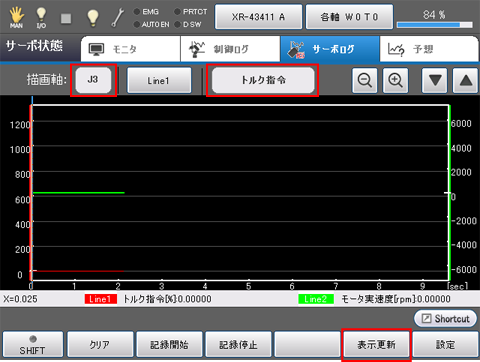 EMG PRTCT XR-43411 A 各軸 W0T0 84 %
MAN I/O AUTO EN D SW
サーボ状態 モニタ 制御ログ サーボログ 予想
描画軸: J3 Line1 トルク指令
1200 6000
1000 4000
800 2000
600 0
400 -2000
200 -4000
0 -6000
0 1 2 3 4 5 6 7 8 9 [sec]
X=0.025 Line1 トルク指令[%]0.00000 Line2 モータ実速度[rpm]0.00000
Shortcut
SHIFT クリア 記録開始 記録停止 表示更新 設定